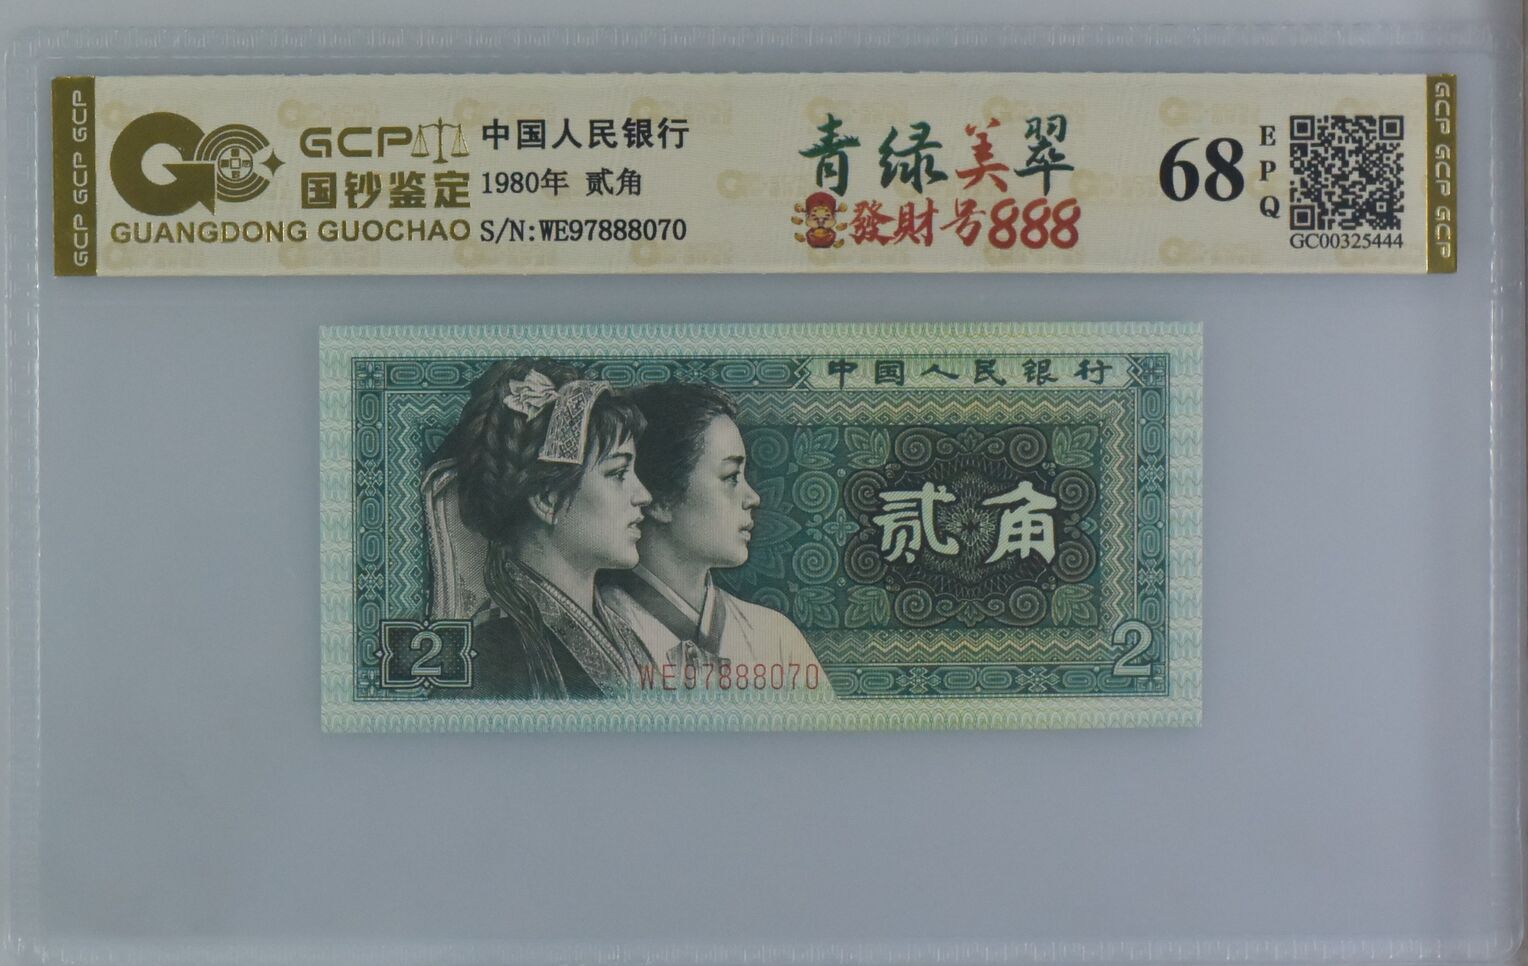 GCP GCP GCP
GCP
国钞鉴定
GUANGDONG GUOCHAO
中国人民银行
1980年 贰角
S/N:WE97888070
青绿美翠
發財号888
68
EPQ
GC00325444
GCP GCP GCP
中国人民银行
贰角
2
2
WE97888070